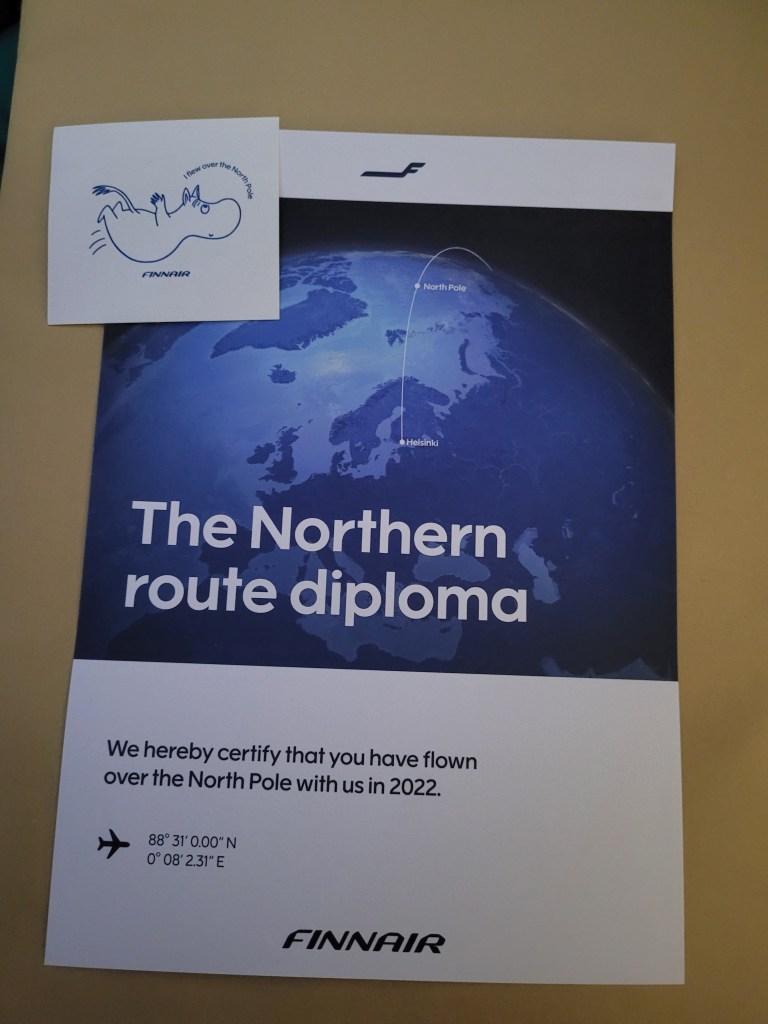 I flew over the North Pole
FINNAIR
North Pole
Helsinki
The Northern
route diploma
We hereby certify that you have flown
over the North Pole with us in 2022.
88° 31' 0.00" N
0° 08' 2.31" E
FINNAIR